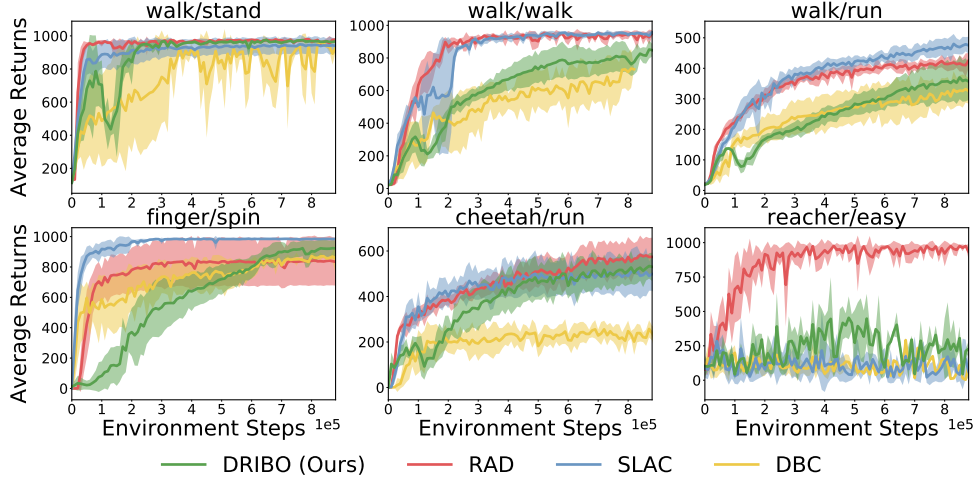 walk/stand walk/walk walk/run
Average Returns
1000
800
600
400
200
0 1 2 3 4 5 6 7 8
1000
800
600
400
200
0
0 1 2 3 4 5 6 7 8
500
400
300
200
100
0
0 1 2 3 4 5 6 7 8
finger/spin cheetah/run reacher/easy
Average Returns
1000
800
600
400
200
0
0 1 2 3 4 5 6 7 8
Environment Steps 1e5
600
400
200
0
0 1 2 3 4 5 6 7 8
Environment Steps 1e5
1000
750
500
250
0
0 1 2 3 4 5 6 7 8
Environment Steps 1e5
DRIBO (Ours) RAD SLAC DBC